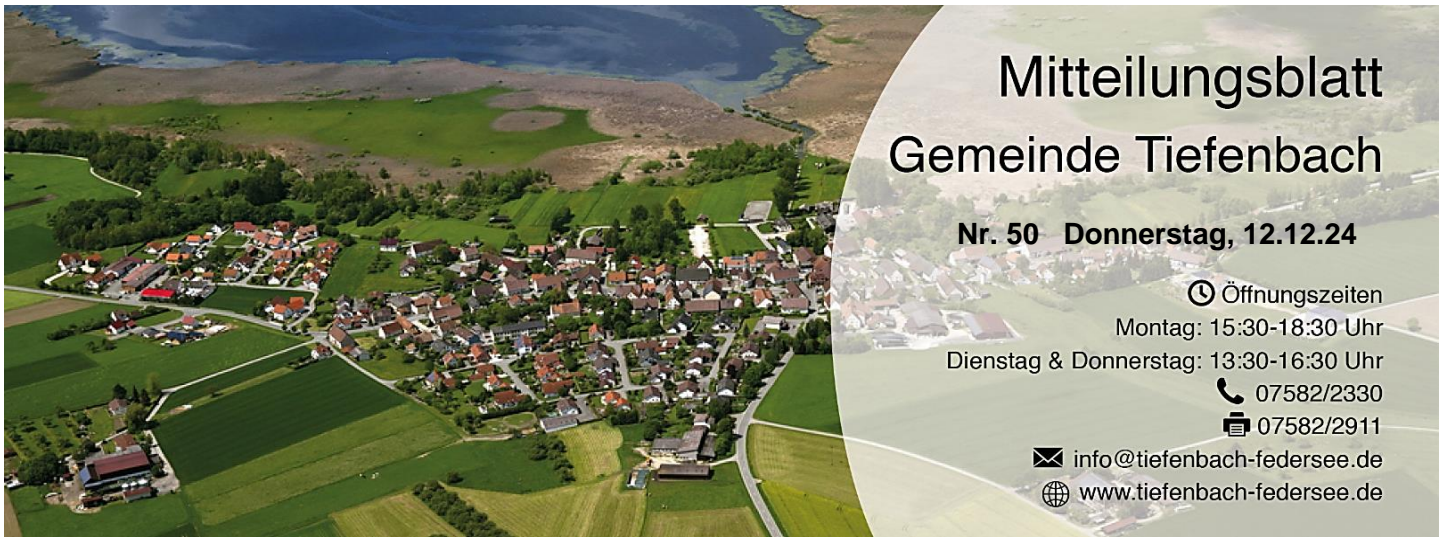 Mitteilungsblatt
Gemeinde Tiefenbach
Nr. 50 Donnerstag, 12.12.24
Öffnungszeiten
Montag: 15:30-18:30 Uhr
Dienstag & Donnerstag: 13:30-16:30 Uhr
07582/2330
07582/2911
info@tiefenbach-federsee.de
www.tiefenbach-federsee.de